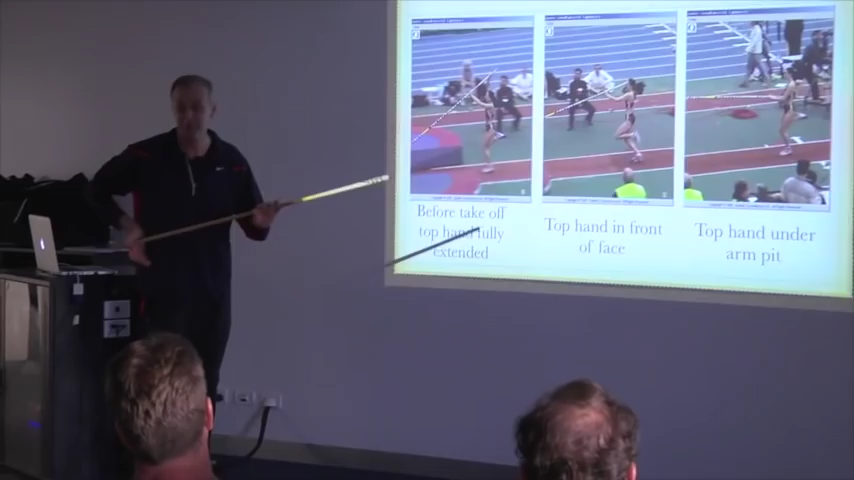 Before take off
top hand fully
extended
Top hand in front
of face
Top hand under
arm pit